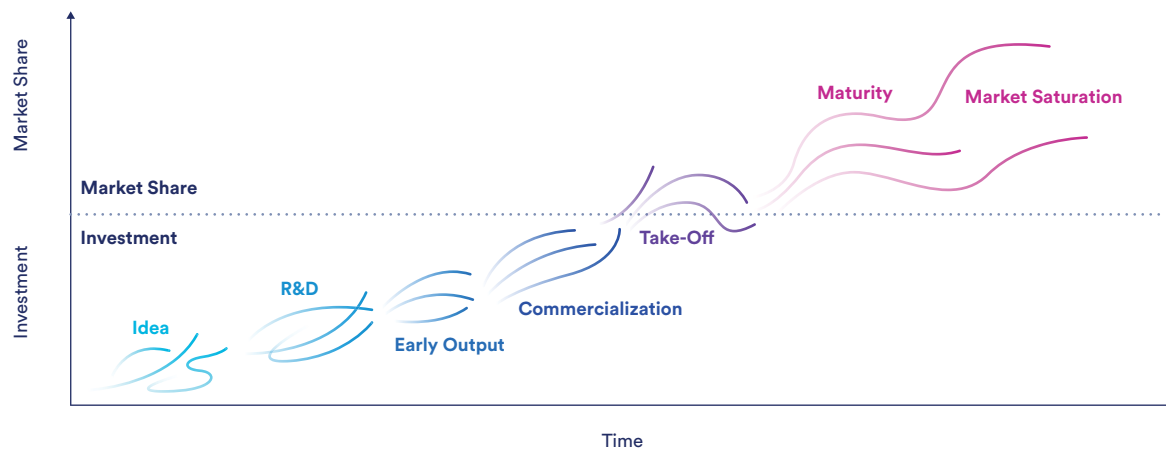 Market Share
Maturity
Market Saturation
Market Share
Investment
Take-Off
Investment
R&D
Commercialization
Idea
Early Output
Time